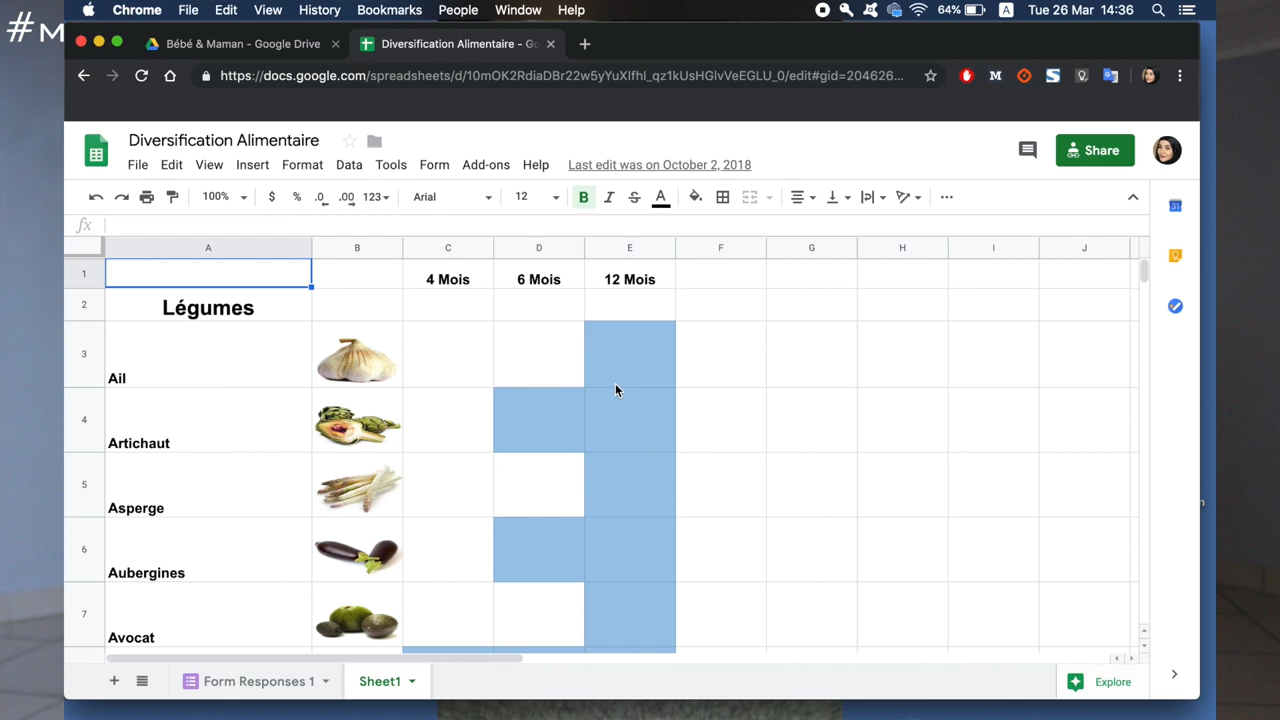 #M
Chrome File Edit View History Bookmarks People Window Help 64% A Tue 26 Mar 14:36
Bébé & Maman - Google Drive
Diversification Alimentaire - Go
https://docs.google.com/spreadsheets/d/10mOK2RdiaDBr22w5yYuXIfhl_qz1kUsHGlvVeEGLU_0/edit#gid=204626...
Diversification Alimentaire
Share
File Edit View Insert Format Data Tools Form Add-ons Help Last edit was on October 2, 2018
100% $ % .0 .00 123 Arial 12 B I S A
fx
A B C D E F G H I J
1 4 Mois 6 Mois 12 Mois
2 Légumes
3 Ail
4 Artichaut
5 Asperge
6 Aubergines
7 Avocat
Form Responses 1 Sheet1 Explore